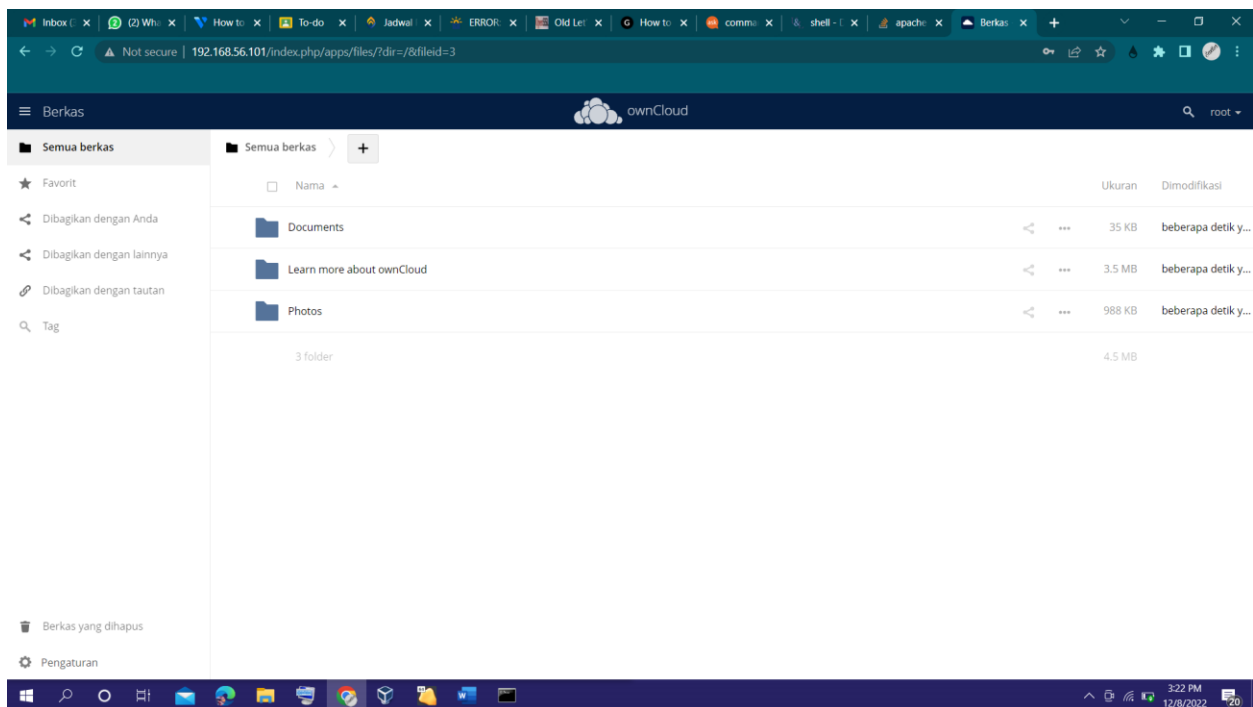 Inbox (
(2) Wha
How to
To-do
Jadwal
ERROR:
Old Let
How to
comma
shell - [
apache
Berkas
Not secure | 192.168.56.101/index.php/apps/files/?dir=/&fileid=3
Berkas
ownCloud
root
Semua berkas
Favorit
Dibagikan dengan Anda
Dibagikan dengan lainnya
Dibagikan dengan tautan
Tag
Semua berkas
+
Nama
Ukuran
Dimodifikasi
Documents
35 KB
beberapa detik y...
Learn more about ownCloud
3.5 MB
beberapa detik y...
Photos
988 KB
beberapa detik y...
3 folder
4.5 MB
Berkas yang dihapus
Pengaturan
3:22 PM
12/8/2022
20